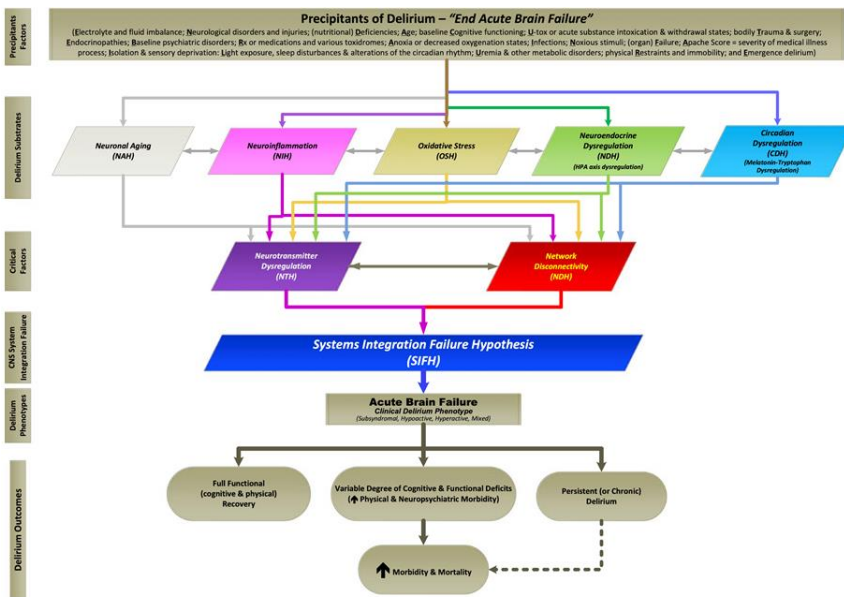 Precipitants Factors
Precipitants of Delirium – "End Acute Brain Failure"
(Electrolyte and fluid imbalance; Neurological disorders and injuries; (nutritional) Deficiencies; Age; baseline Cognitive functioning; U-tox or acute substance intoxication & withdrawal states; bodily Trauma & surgery;
Endocrinopathies; Baseline psychiatric disorders; Rx or medications and various toxidromes; Anoxia or decreased oxygenation states; Infections; Noxious stimuli; (organ) Failure; Apache Score = severity of medical illness
process; Isolation & sensory deprivation: Light exposure, sleep disturbances & alterations of the circadian rhythm; Uremia & other metabolic disorders; physical Restraints and immobility; and Emergence delirium)
Delirium Substrates
Neuronal Aging
(NAH)
Neuroinflammation
(NIH)
Oxidative Stress
(OSH)
Neuroendocrine
Dysregulation
(NDH)
(HPA axis dysregulation)
Circadian
Dysregulation
(CDH)
(Melatonin-Tryptophan
Dysregulation)
Critical
Factors
Neurotransmitter
Dysregulation
(NTH)
Network
Disconnectivity
(NDH)
CNS System
Integration Failure
Systems Integration Failure Hypothesis
(SIFH)
Delirium
Phenotypes
Acute Brain Failure
Clinical Delirium Phenotype
(Subsyndromal, Hypoactive, Hyperactive, Mixed)
Delirium Outcomes
Full Functional
(cognitive & physical)
Recovery
Variable Degree of Cognitive & Functional Deficits
(↑ Physical & Neuropsychiatric Morbidity)
Persistent (or Chronic)
Delirium
↑ Morbidity & Mortality